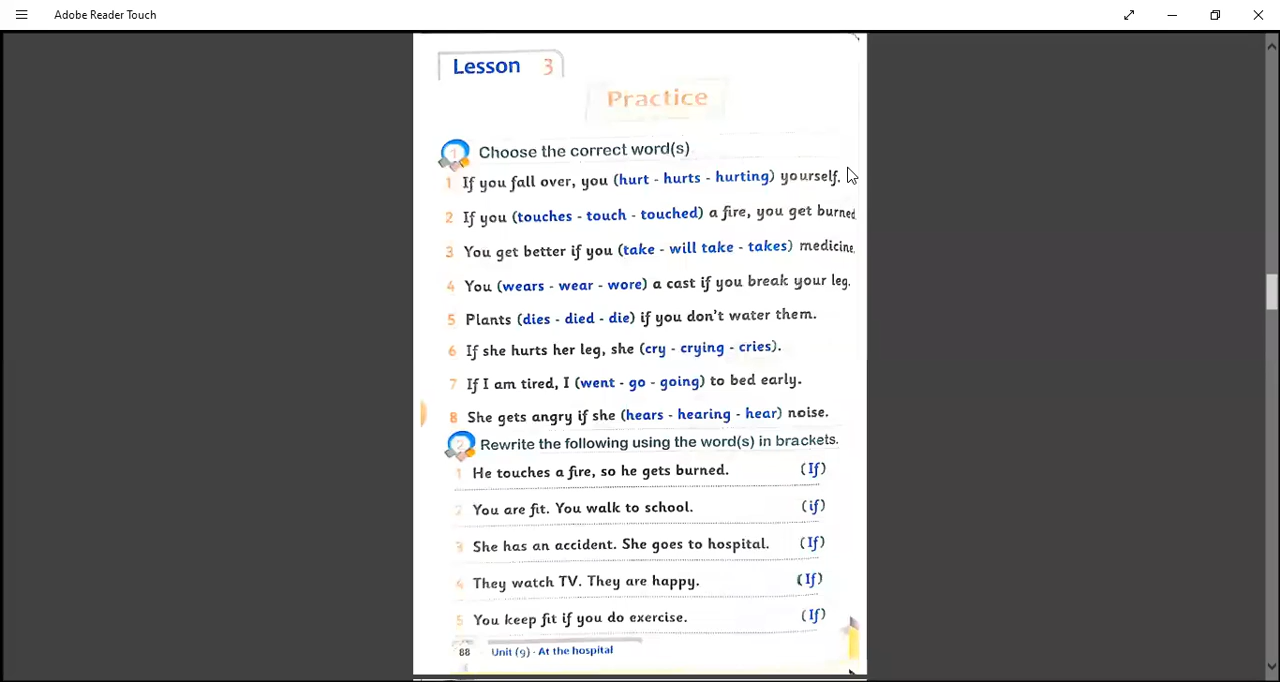 Adobe Reader Touch
Lesson 3
Practice
1 Choose the correct word(s)
1 If you fall over, you (hurt - hurts - hurting) yourself.
2 If you (touches - touch - touched) a fire, you get burned
3 You get better if you (take - will take - takes) medicine.
4 You (wears - wear - wore) a cast if you break your leg.
5 Plants (dies - died - die) if you don't water them.
6 If she hurts her leg, she (cry - crying - cries).
7 If I am tired, I (went - go - going) to bed early.
8 She gets angry if she (hears - hearing - hear) noise.
2 Rewrite the following using the word(s) in brackets.
1 He touches a fire, so he gets burned. (If)
2 You are fit. You walk to school. (if)
3 She has an accident. She goes to hospital. (If)
4 They watch TV. They are happy. (If)
5 You keep fit if you do exercise. (If)
88 Unit (9) - At the hospital